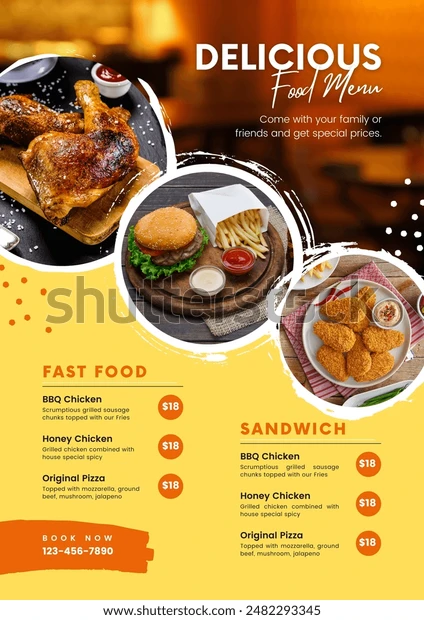 DELICIOUS
Food Menu
Come with your family or
friends and get special prices.
FAST FOOD
BBQ Chicken
Scrumptious grilled sausage
chunks topped with our Fries
$18
Honey Chicken
Grilled chicken combined with
house special spicy
$18
Original Pizza
Topped with mozzarella, ground
beef, mushroom, jalapeno
$18
SANDWICH
BBQ Chicken
Scrumptious grilled sausage
chunks topped with our Fries
$18
Honey Chicken
Grilled chicken combined with
house special spicy
$18
Original Pizza
Topped with mozzarella, ground
beef, mushroom, jalapeno
$18
BOOK NOW
123-456-7890
shutterstock.com · 2482293345